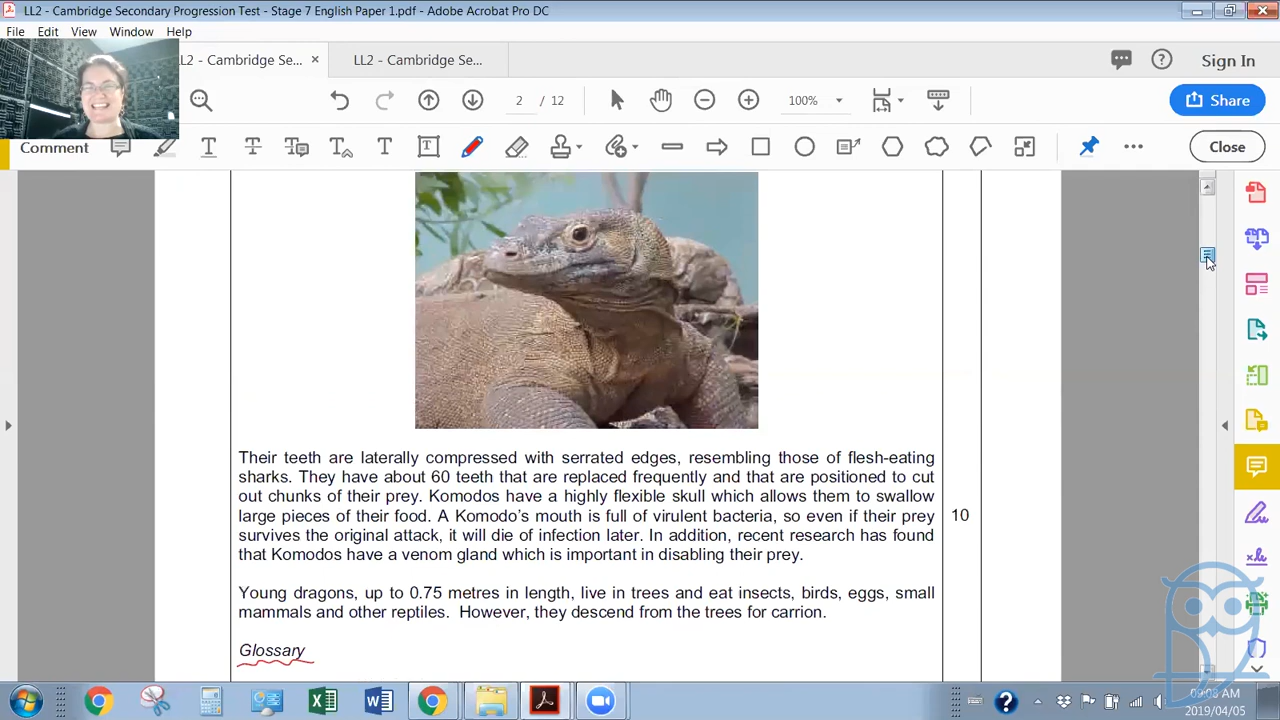 LL2 - Cambridge Secondary Progression Test - Stage 7 English Paper 1.pdf - Adobe Acrobat Pro DC
File Edit View Window Help
LL2 - Cambridge Se... × LL2 - Cambridge Se... Sign In
2 / 12 100% Share
Comment Close
Their teeth are laterally compressed with serrated edges, resembling those of flesh-eating
sharks. They have about 60 teeth that are replaced frequently and that are positioned to cut
out chunks of their prey. Komodos have a highly flexible skull which allows them to swallow
large pieces of their food. A Komodo's mouth is full of virulent bacteria, so even if their prey 10
survives the original attack, it will die of infection later. In addition, recent research has found
that Komodos have a venom gland which is important in disabling their prey.
Young dragons, up to 0.75 metres in length, live in trees and eat insects, birds, eggs, small
mammals and other reptiles. However, they descend from the trees for carrion.
Glossary
09:08 AM
2019/04/05